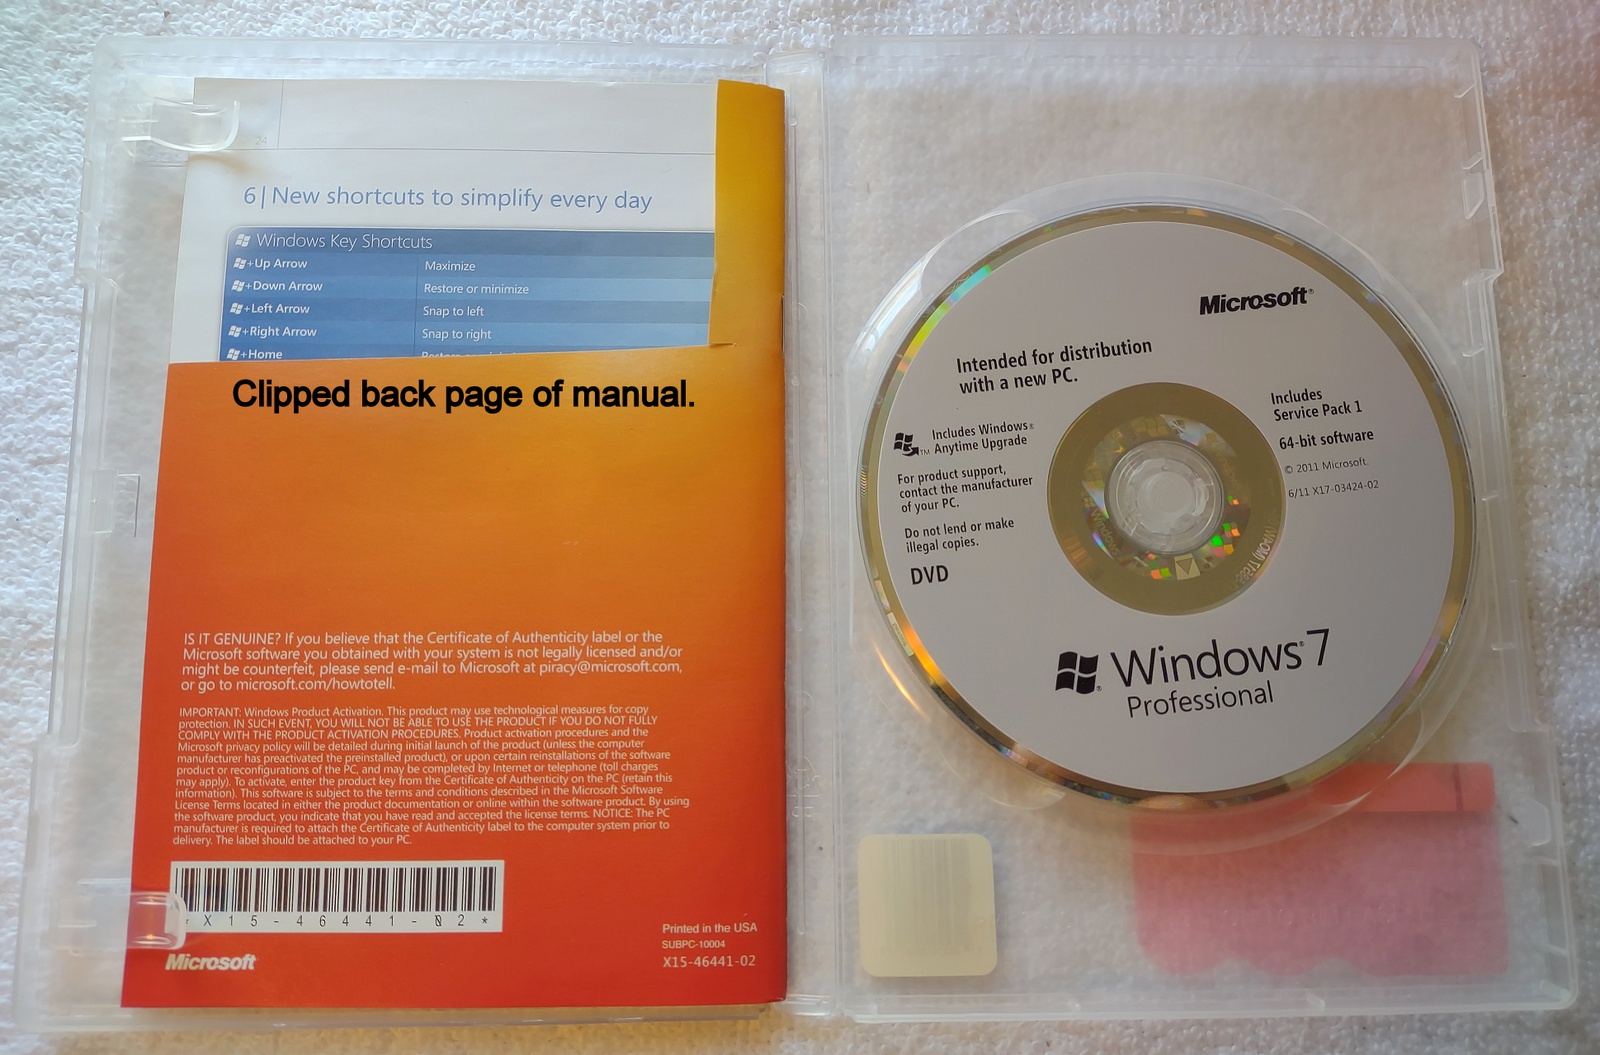 24
6 | New shortcuts to simplify every day
Windows Key Shortcuts
+Up Arrow Maximize
+Down Arrow Restore or minimize
+Left Arrow Snap to left
+Right Arrow Snap to right
+Home Restore or
Clipped back page of manual.
IS IT GENUINE? If you believe that the Certificate of Authenticity label or the
Microsoft software you obtained with your system is not legally licensed and/or
might be counterfeit, please send e-mail to Microsoft at piracy@microsoft.com,
or go to microsoft.com/howtotell.
IMPORTANT: Windows Product Activation. This product may use technological measures for copy
protection. IN SUCH EVENT, YOU WILL NOT BE ABLE TO USE THE PRODUCT IF YOU DO NOT FULLY
COMPLY WITH THE PRODUCT ACTIVATION PROCEDURES. Product activation procedures and the
Microsoft privacy policy will be detailed during initial launch of the product (unless the computer
manufacturer has preactivated the preinstalled product), or upon certain reinstallations of the software
product or reconfigurations of the PC, and may be completed by Internet or telephone (toll charges
may apply). To activate, enter the product key from the Certificate of Authenticity on the PC (retain this
information). This software is subject to the terms and conditions described in the Microsoft Software
License Terms located in either the product documentation or online within the software product. By using
the software product, you indicate that you have read and accepted the license terms. NOTICE: The PC
manufacturer is required to attach the Certificate of Authenticity label to the computer system prior to
delivery. The label should be attached to your PC.
* X 1 5 - 4 6 4 4 1 - 0 2 *
Microsoft
Printed in the USA
SUBPC-10004
X15-46441-02
Microsoft®
Intended for distribution
with a new PC.
Includes Windows®
Anytime Upgrade
TM
For product support,
contact the manufacturer
of your PC.
Do not lend or make
illegal copies.
DVD
Includes
Service Pack 1
64-bit software
© 2011 Microsoft.
6/11 X17-03424-02
Windows® 7
Professional